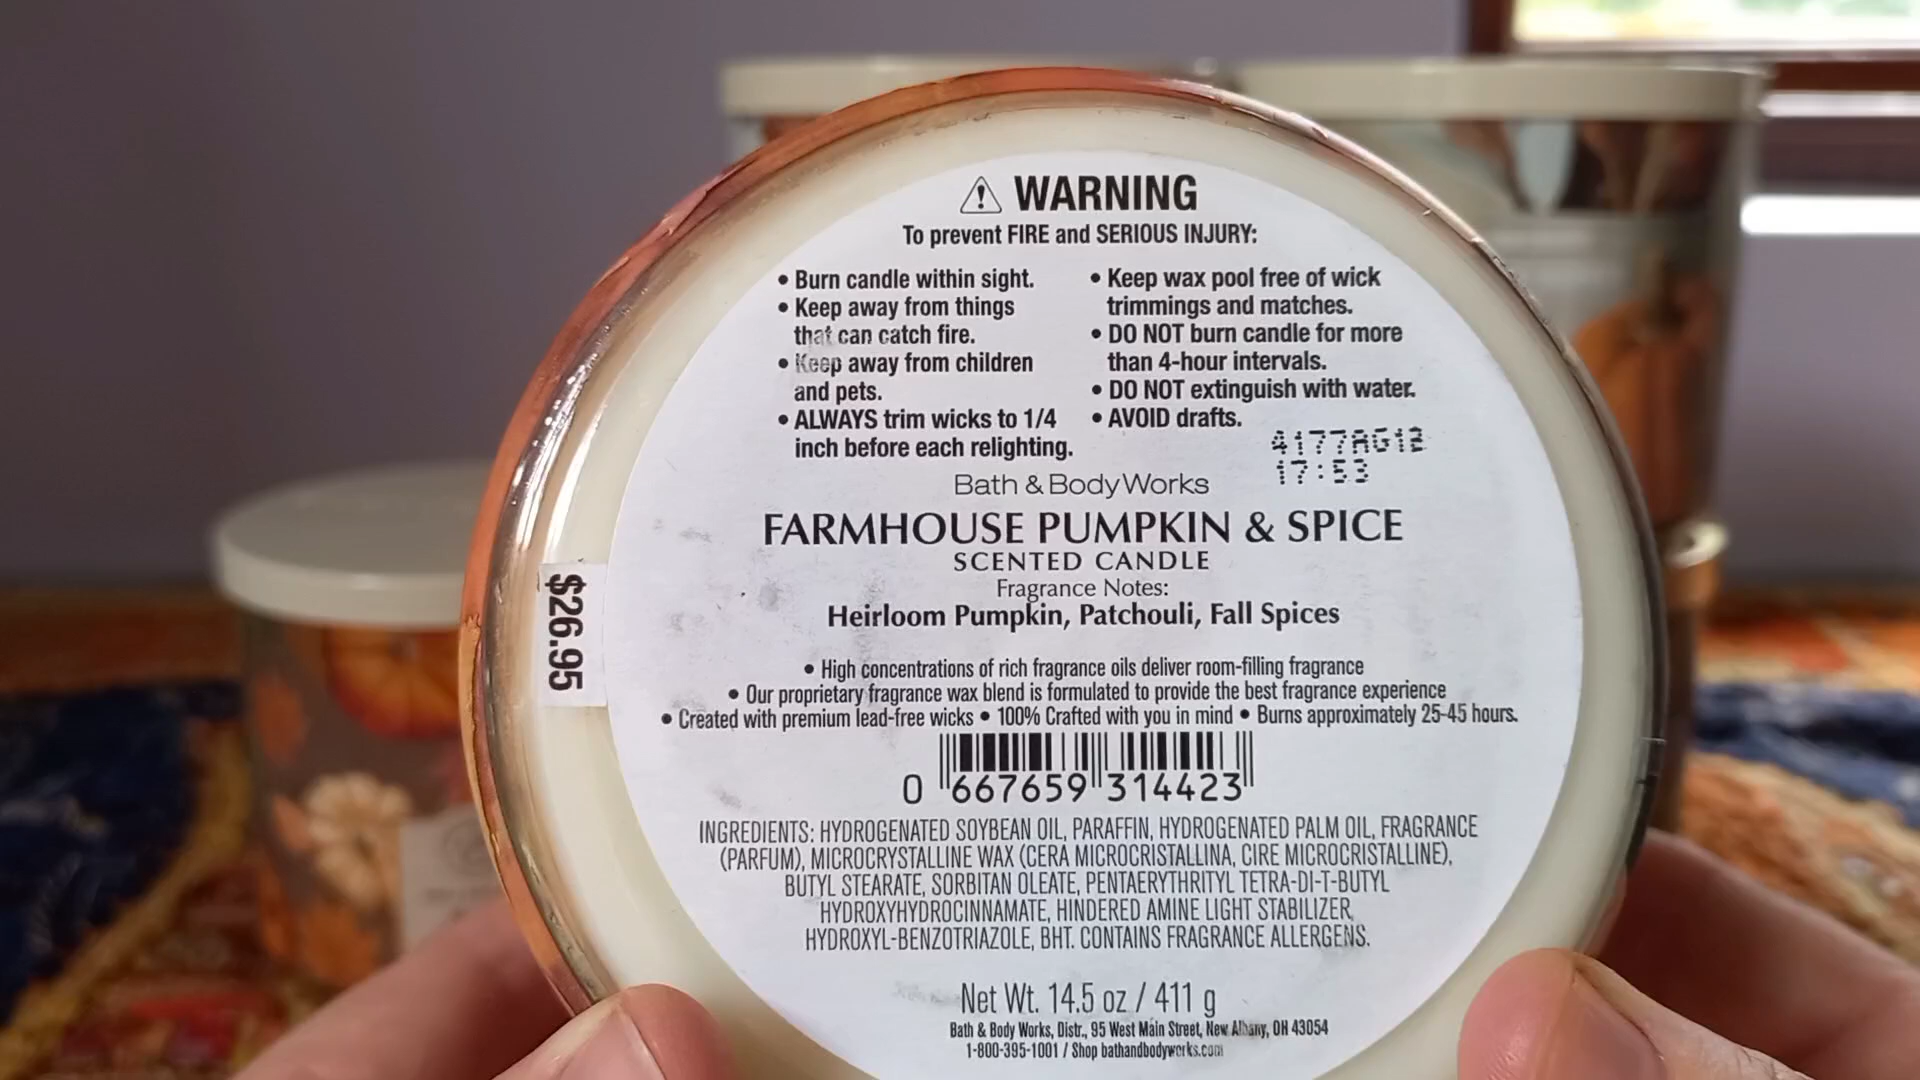 WARNING
To prevent FIRE and SERIOUS INJURY:
• Burn candle within sight.
• Keep away from things
that can catch fire.
• Keep away from children
and pets.
• ALWAYS trim wicks to 1/4
inch before each relighting.
• Keep wax pool free of wick
trimmings and matches.
• DO NOT burn candle for more
than 4-hour intervals.
• DO NOT extinguish with water.
• AVOID drafts.
4177AG12
17:53
Bath & Body Works
FARMHOUSE PUMPKIN & SPICE
SCENTED CANDLE
Fragrance Notes:
Heirloom Pumpkin, Patchouli, Fall Spices
$26.95
• High concentrations of rich fragrance oils deliver room-filling fragrance
• Our proprietary fragrance wax blend is formulated to provide the best fragrance experience
• Created with premium lead-free wicks • 100% Crafted with you in mind • Burns approximately 25-45 hours.
0 667659 314423
INGREDIENTS: HYDROGENATED SOYBEAN OIL, PARAFFIN, HYDROGENATED PALM OIL, FRAGRANCE
(PARFUM), MICROCRYSTALLINE WAX (CERA MICROCRISTALLINA, CIRE MICROCRISTALLINE),
BUTYL STEARATE, SORBITAN OLEATE, PENTAERYTHRITYL TETRA-DI-T-BUTYL
HYDROXYHYDROCINNAMATE, HINDERED AMINE LIGHT STABILIZER,
HYDROXYL-BENZOTRIAZOLE, BHT. CONTAINS FRAGRANCE ALLERGENS.
Net Wt. 14.5 oz / 411 g
Bath & Body Works, Distr., 95 West Main Street, New Albany, OH 43054
1-800-395-1001 / Shop bathandbodyworks.com